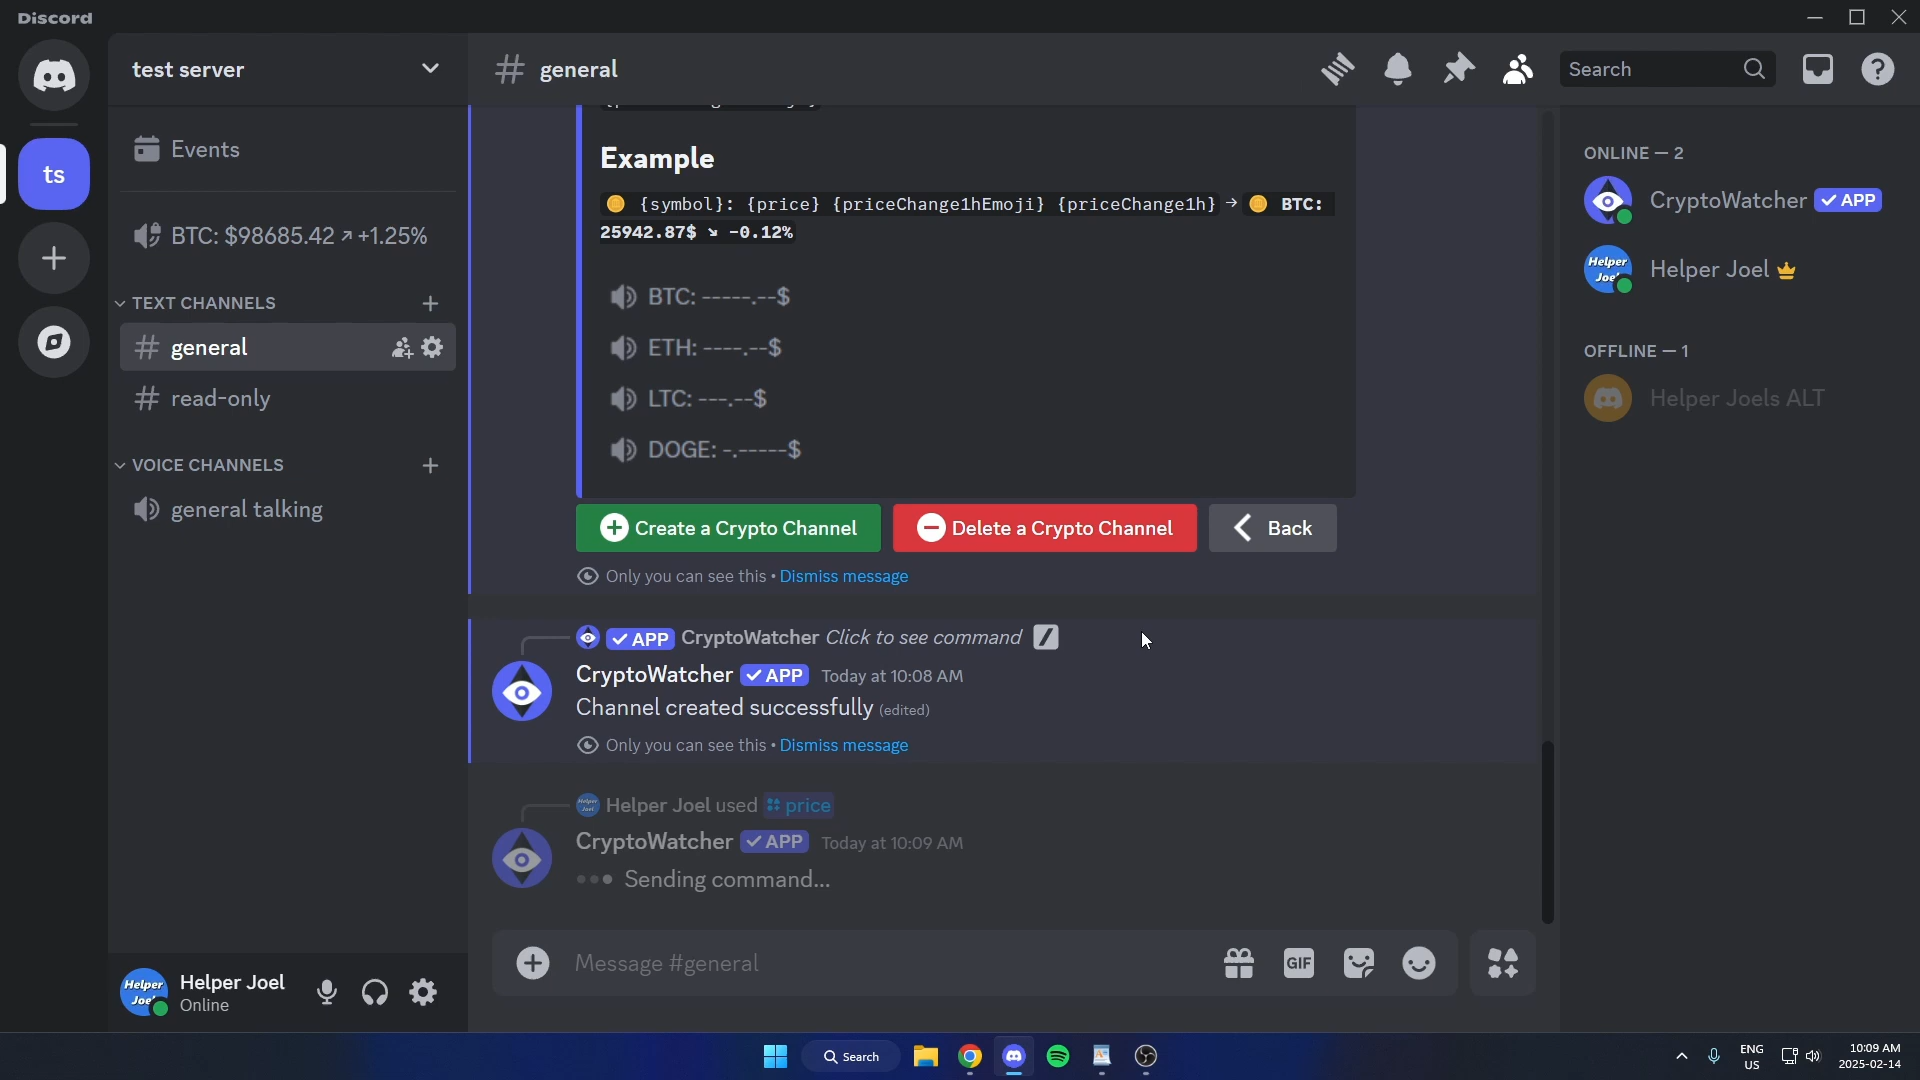 Discord
test server
# general
Search
ts
Events
BTC: $98685.42 ↗ +1.25%
TEXT CHANNELS
# general
# read-only
VOICE CHANNELS
general talking
Helper Joel
Online
Example
{symbol}: {price} {priceChange1hEmoji} {priceChange1h} → BTC:
25942.87$ ↘ -0.12%
BTC: -----.--$
ETH: ----.--$
LTC: ---.--$
DOGE: -.-----$
Create a Crypto Channel
Delete a Crypto Channel
Back
Only you can see this • Dismiss message
APP CryptoWatcher Click to see command
CryptoWatcher APP Today at 10:08 AM
Channel created successfully (edited)
Only you can see this • Dismiss message
Helper Joel used price
CryptoWatcher APP Today at 10:09 AM
Sending command...
Message #general
GIF
ONLINE — 2
CryptoWatcher APP
Helper Joel
Helper Joel
OFFLINE — 1
Helper Joels ALT
Search
ENG
US
10:09 AM
2025-02-14